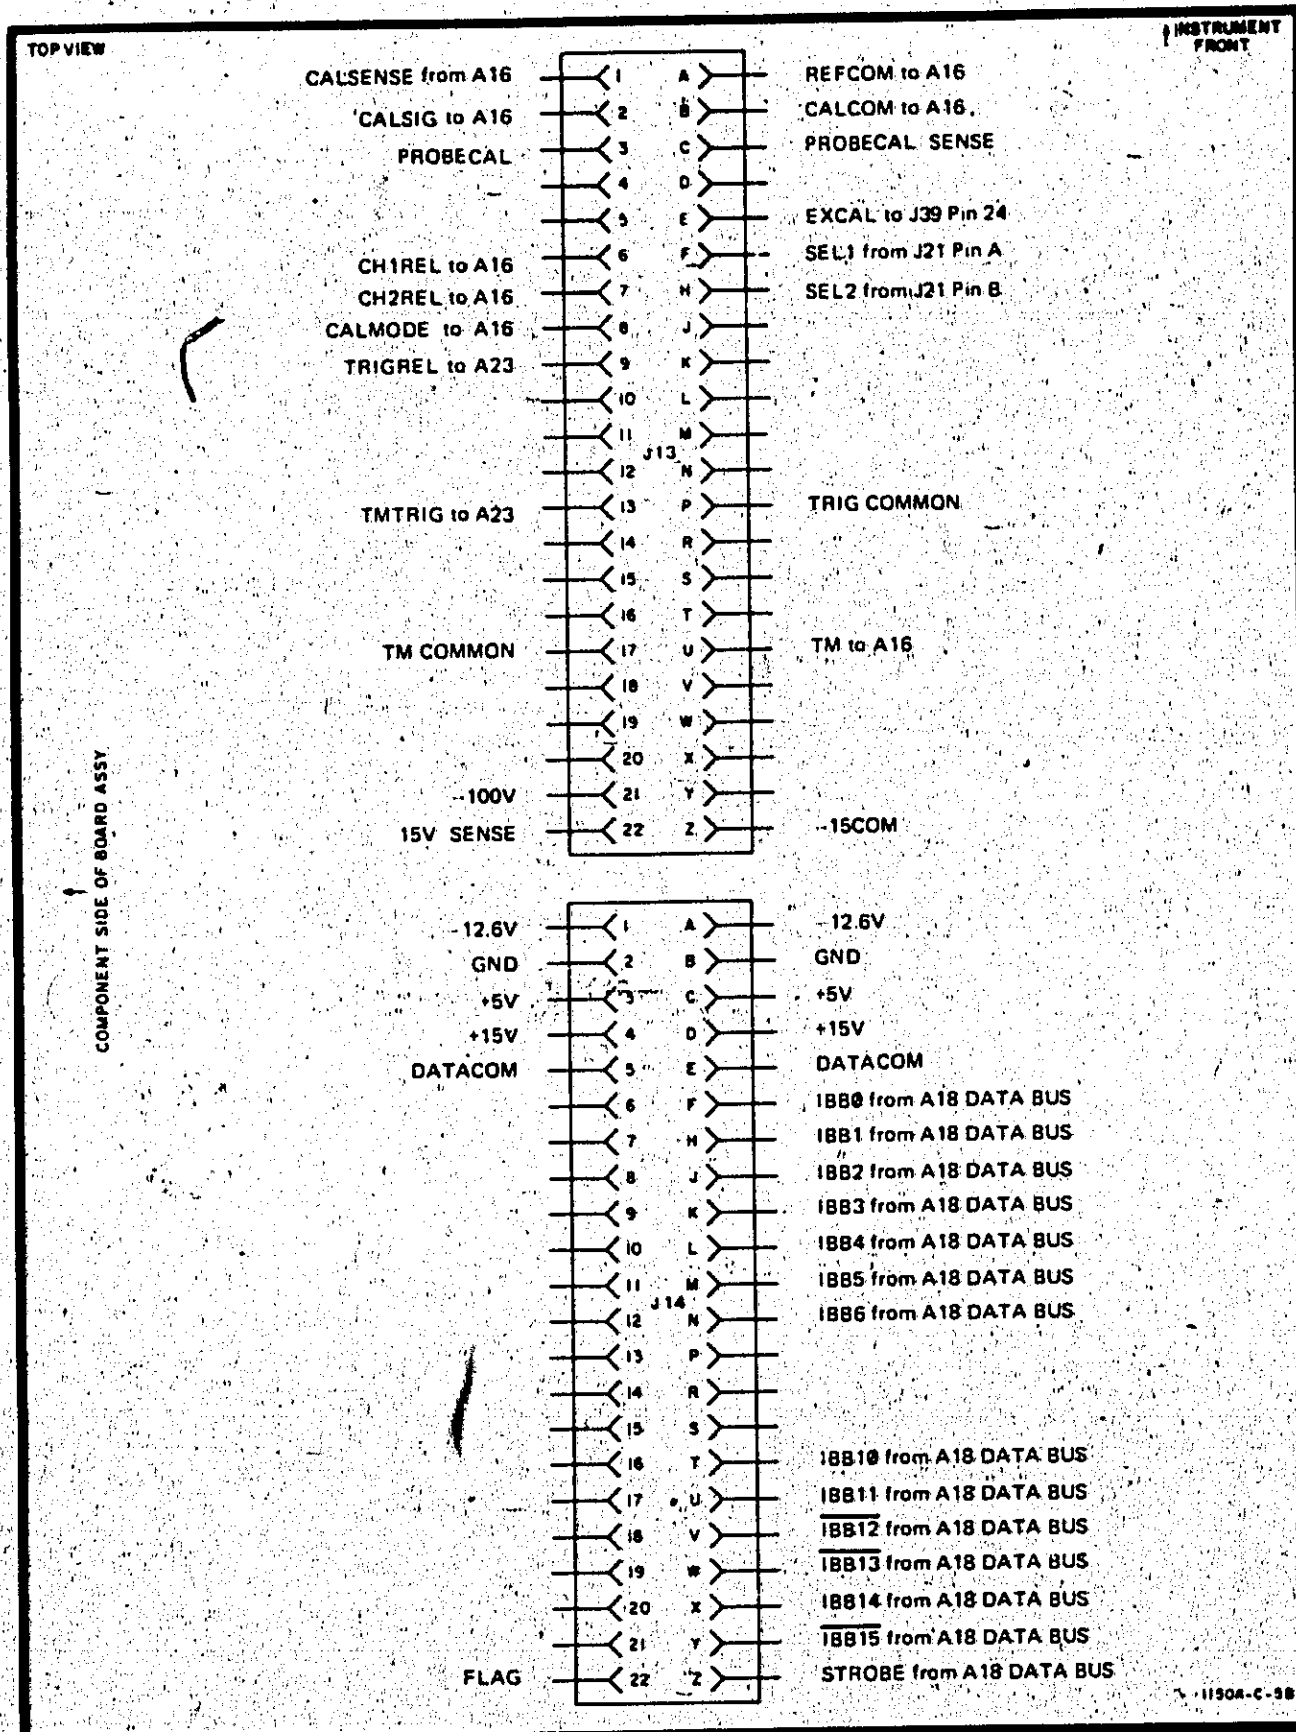 TOP VIEW
INSTRUMENT
FRONT
CALSENSE from A16 1 A REFCOM to A16
CALSIG to A16 2 B CALCOM to A16
PROBECAL 3 C PROBECAL SENSE
4 D
5 E EXCAL to J39 Pin 24
CH1REL to A16 6 F SEL1 from J21 Pin A
CH2REL to A16 7 H SEL2 from J21 Pin B
CALMODE to A16 8 J
TRIGREL to A23 9 K
10 L
11 M
J13
12 N
TMTRIG to A23 13 P TRIG COMMON
14 R
15 S
16 T
TM COMMON 17 U TM to A16
18 V
19 W
20 X
-100V 21 Y
15V SENSE 22 Z -15COM
COMPONENT SIDE OF BOARD ASSY
-12.6V 1 A -12.6V
GND 2 B GND
+5V 3 C +5V
+15V 4 D +15V
DATACOM 5 E DATACOM
6 F IBB0 from A18 DATA BUS
7 H IBB1 from A18 DATA BUS
8 J IBB2 from A18 DATA BUS
9 K IBB3 from A18 DATA BUS
10 L IBB4 from A18 DATA BUS
11 M IBB5 from A18 DATA BUS
J14
12 N IBB6 from A18 DATA BUS
13 P
14 R
15 S
16 T IBB10 from A18 DATA BUS
17 U IBB11 from A18 DATA BUS
18 V IBB12 from A18 DATA BUS
19 W IBB13 from A18 DATA BUS
20 X IBB14 from A18 DATA BUS
21 Y IBB15 from A18 DATA BUS
FLAG 22 Z STROBE from A18 DATA BUS